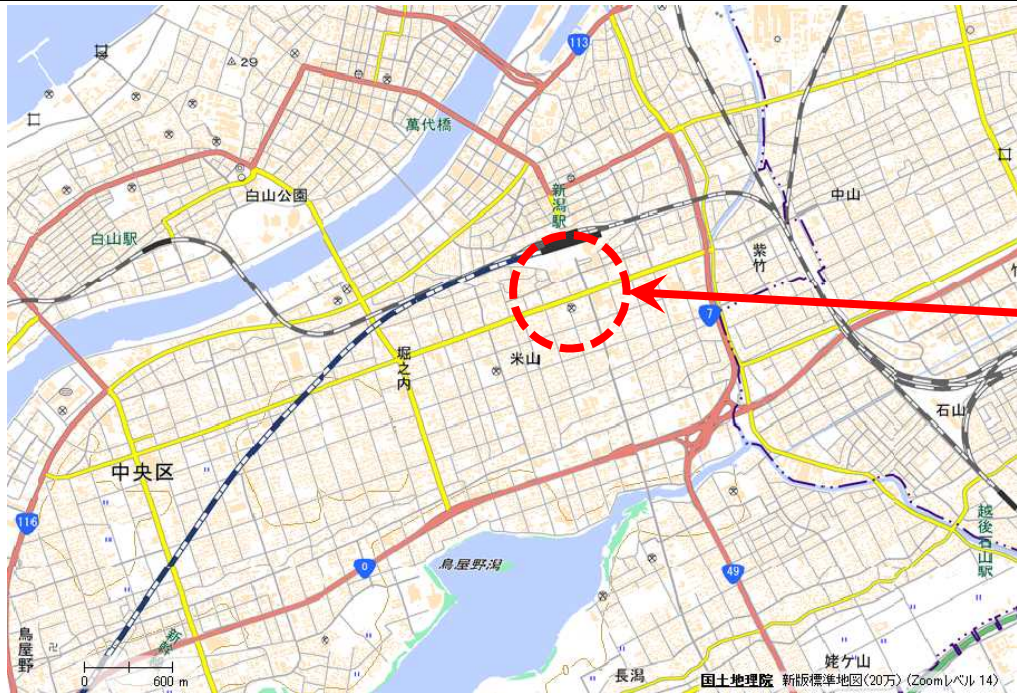 113
29
萬代橋
新潟駅
中山
白山公園
白山駅
紫竹
7
堀之内
米山
石山
中央区
116
越後石山駅
鳥屋野潟
0
49
鳥屋野
新幹
姥ケ山
長潟
0 600 m
国土地理院 新版標準地図(20万) (Zoomレベル 14)